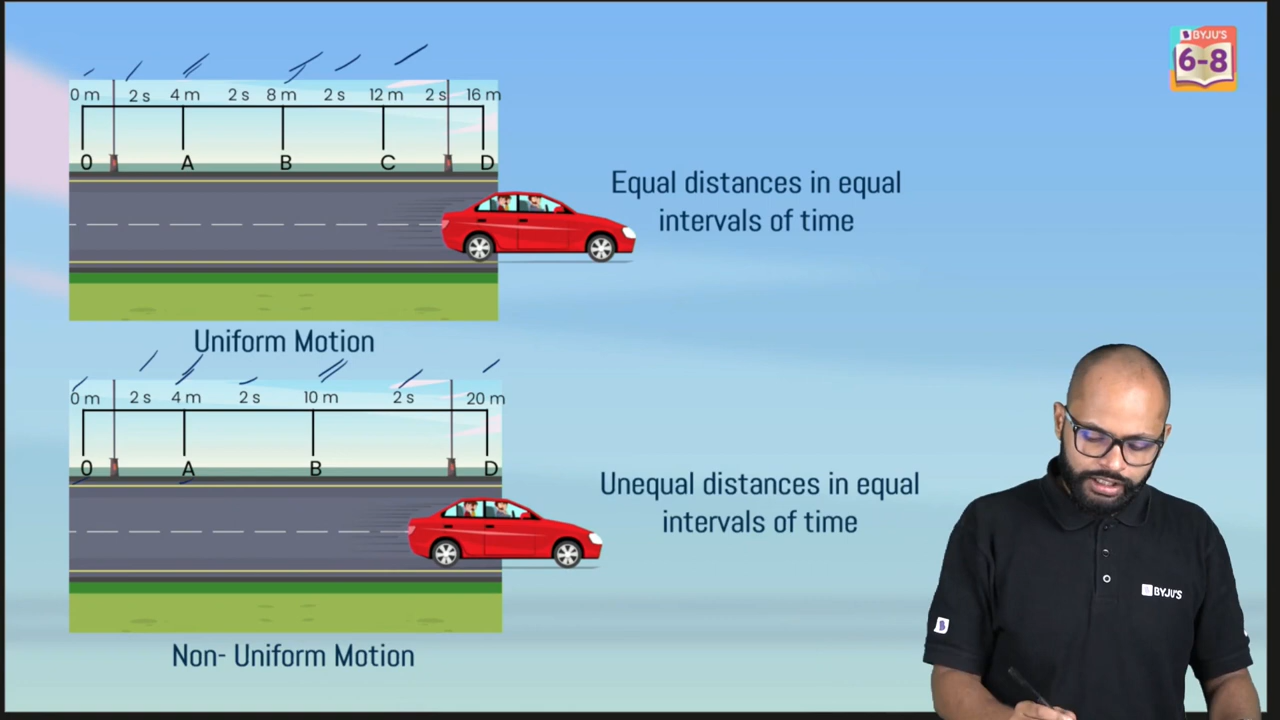 BYJU'S
6-8
0 m 2 s 4 m 2 s 8 m 2 s 12 m 2 s 16 m
O A B C D
Equal distances in equal
intervals of time
Uniform Motion
0 m 2 s 4 m 2 s 10 m 2 s 20 m
O A B D
Unequal distances in equal
intervals of time
Non- Uniform Motion
BYJU'S